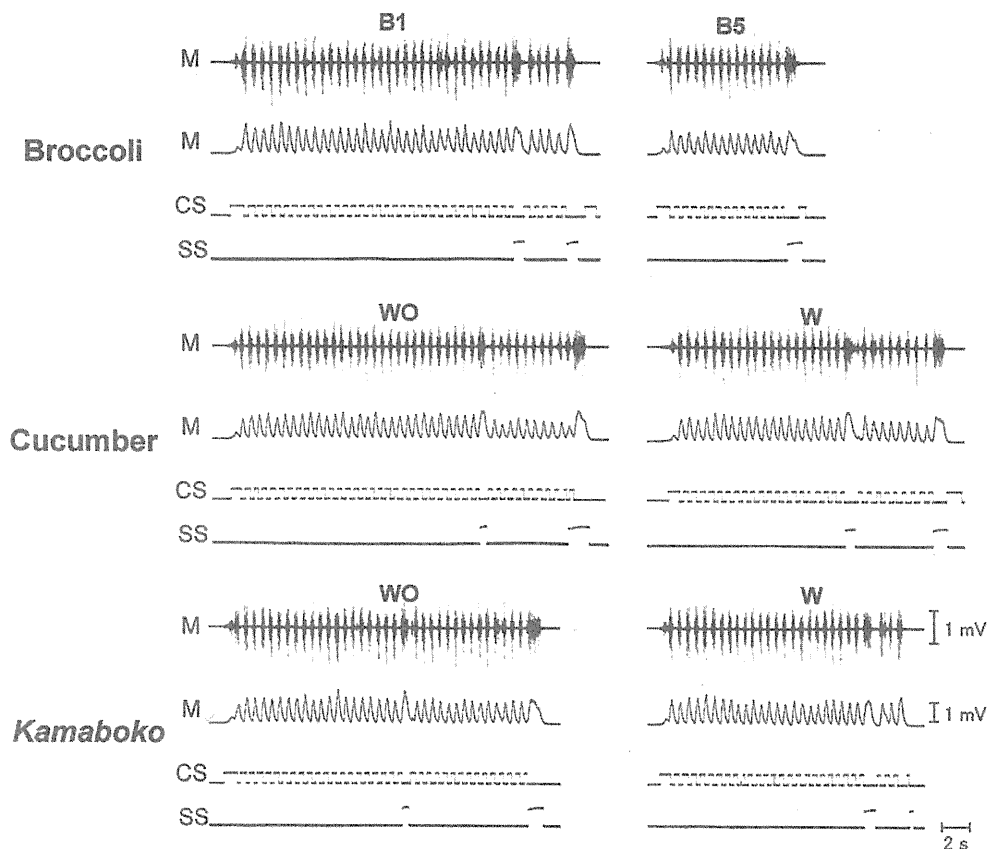 B1 B5
M
Broccoli M
CS
SS
WO W
M
Cucumber M
CS
SS
WO W
M 1 mV
Kamaboko M 1 mV
CS
SS
2 s